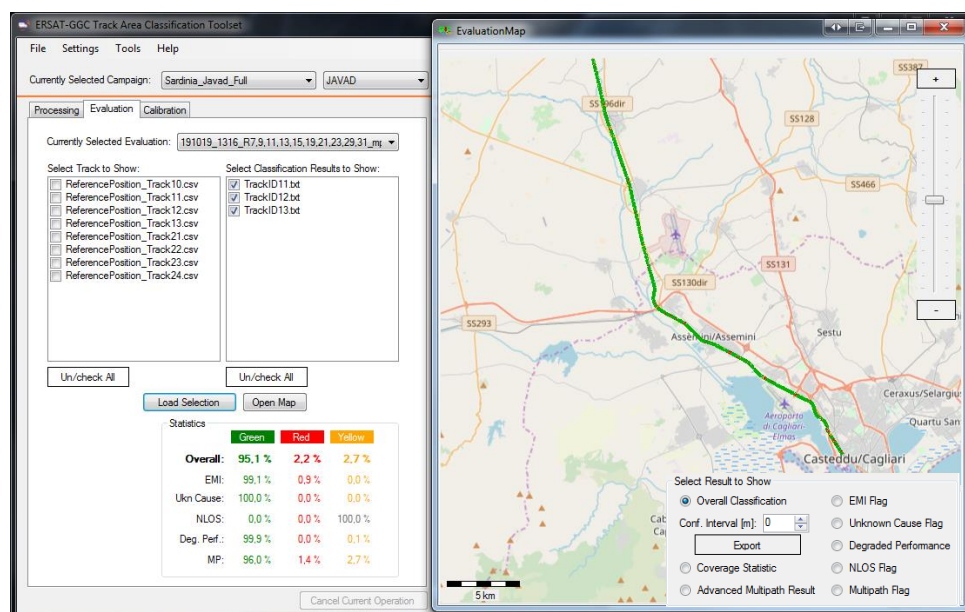 ERSAT-GGC Track Area Classification Toolset
File Settings Tools Help
Currently Selected Campaign: Sardinia_Javad_Full JAVAD
Processing Evaluation Calibration
Currently Selected Evaluation: 191019_1316_R7,9,11,13,15,19,21,23,29,31_m
Select Track to Show:
ReferencePosition_Track10.csv
ReferencePosition_Track11.csv
ReferencePosition_Track12.csv
ReferencePosition_Track13.csv
ReferencePosition_Track21.csv
ReferencePosition_Track22.csv
ReferencePosition_Track23.csv
ReferencePosition_Track24.csv
Un/check All
Select Classification Results to Show:
TrackID11.txt
TrackID12.txt
TrackID13.txt
Un/check All
Load Selection Open Map
Statistics
Green Red Yellow
Overall: 95,1 % 2,2 % 2,7 %
EMI: 99,1 % 0,9 % 0,0 %
Ukn Cause: 100,0 % 0,0 % 0,0 %
NLOS: 0,0 % 0,0 % 100,0 %
Deg. Perf.: 99,9 % 0,0 % 0,1 %
MP: 96,0 % 1,4 % 2,7 %
Cancel Current Operation
EvaluationMap
SS387
+
SS196dir
SS128
SS466
SS131
SS130dir
-
SS293
Assèmini/Assemini
Sestu
Ceraxus/Selargius
Aeroporto
di Cagliari
-Elmas
Quartu San
Casteddu/Cagliari
5 km
Select Result to Show
Overall Classification
Conf. Interval [m]: 0
Export
Coverage Statistic
Advanced Multipath Result
EMI Flag
Unknown Cause Flag
Degraded Performance
NLOS Flag
Multipath Flag